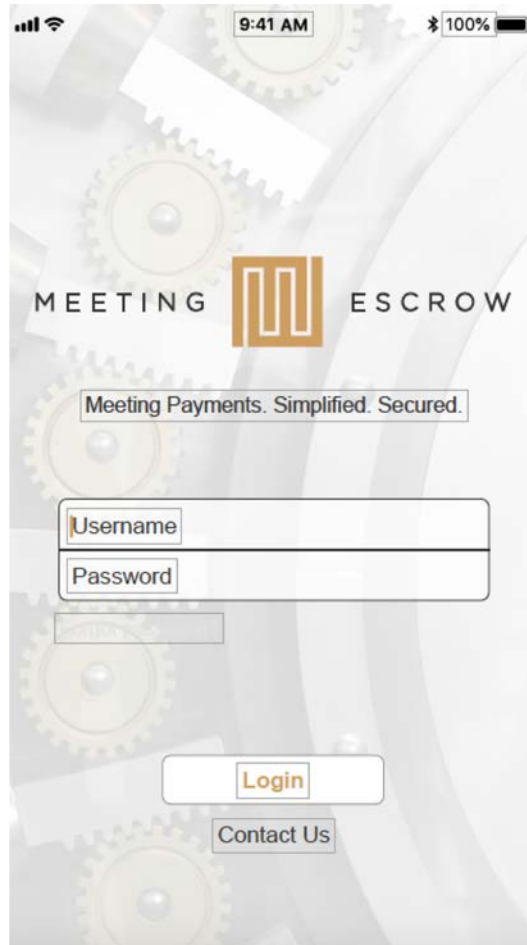 9:41 AM 100%
MEETING ESCROW
Meeting Payments. Simplified. Secured.
Username
Password
Login
Contact Us